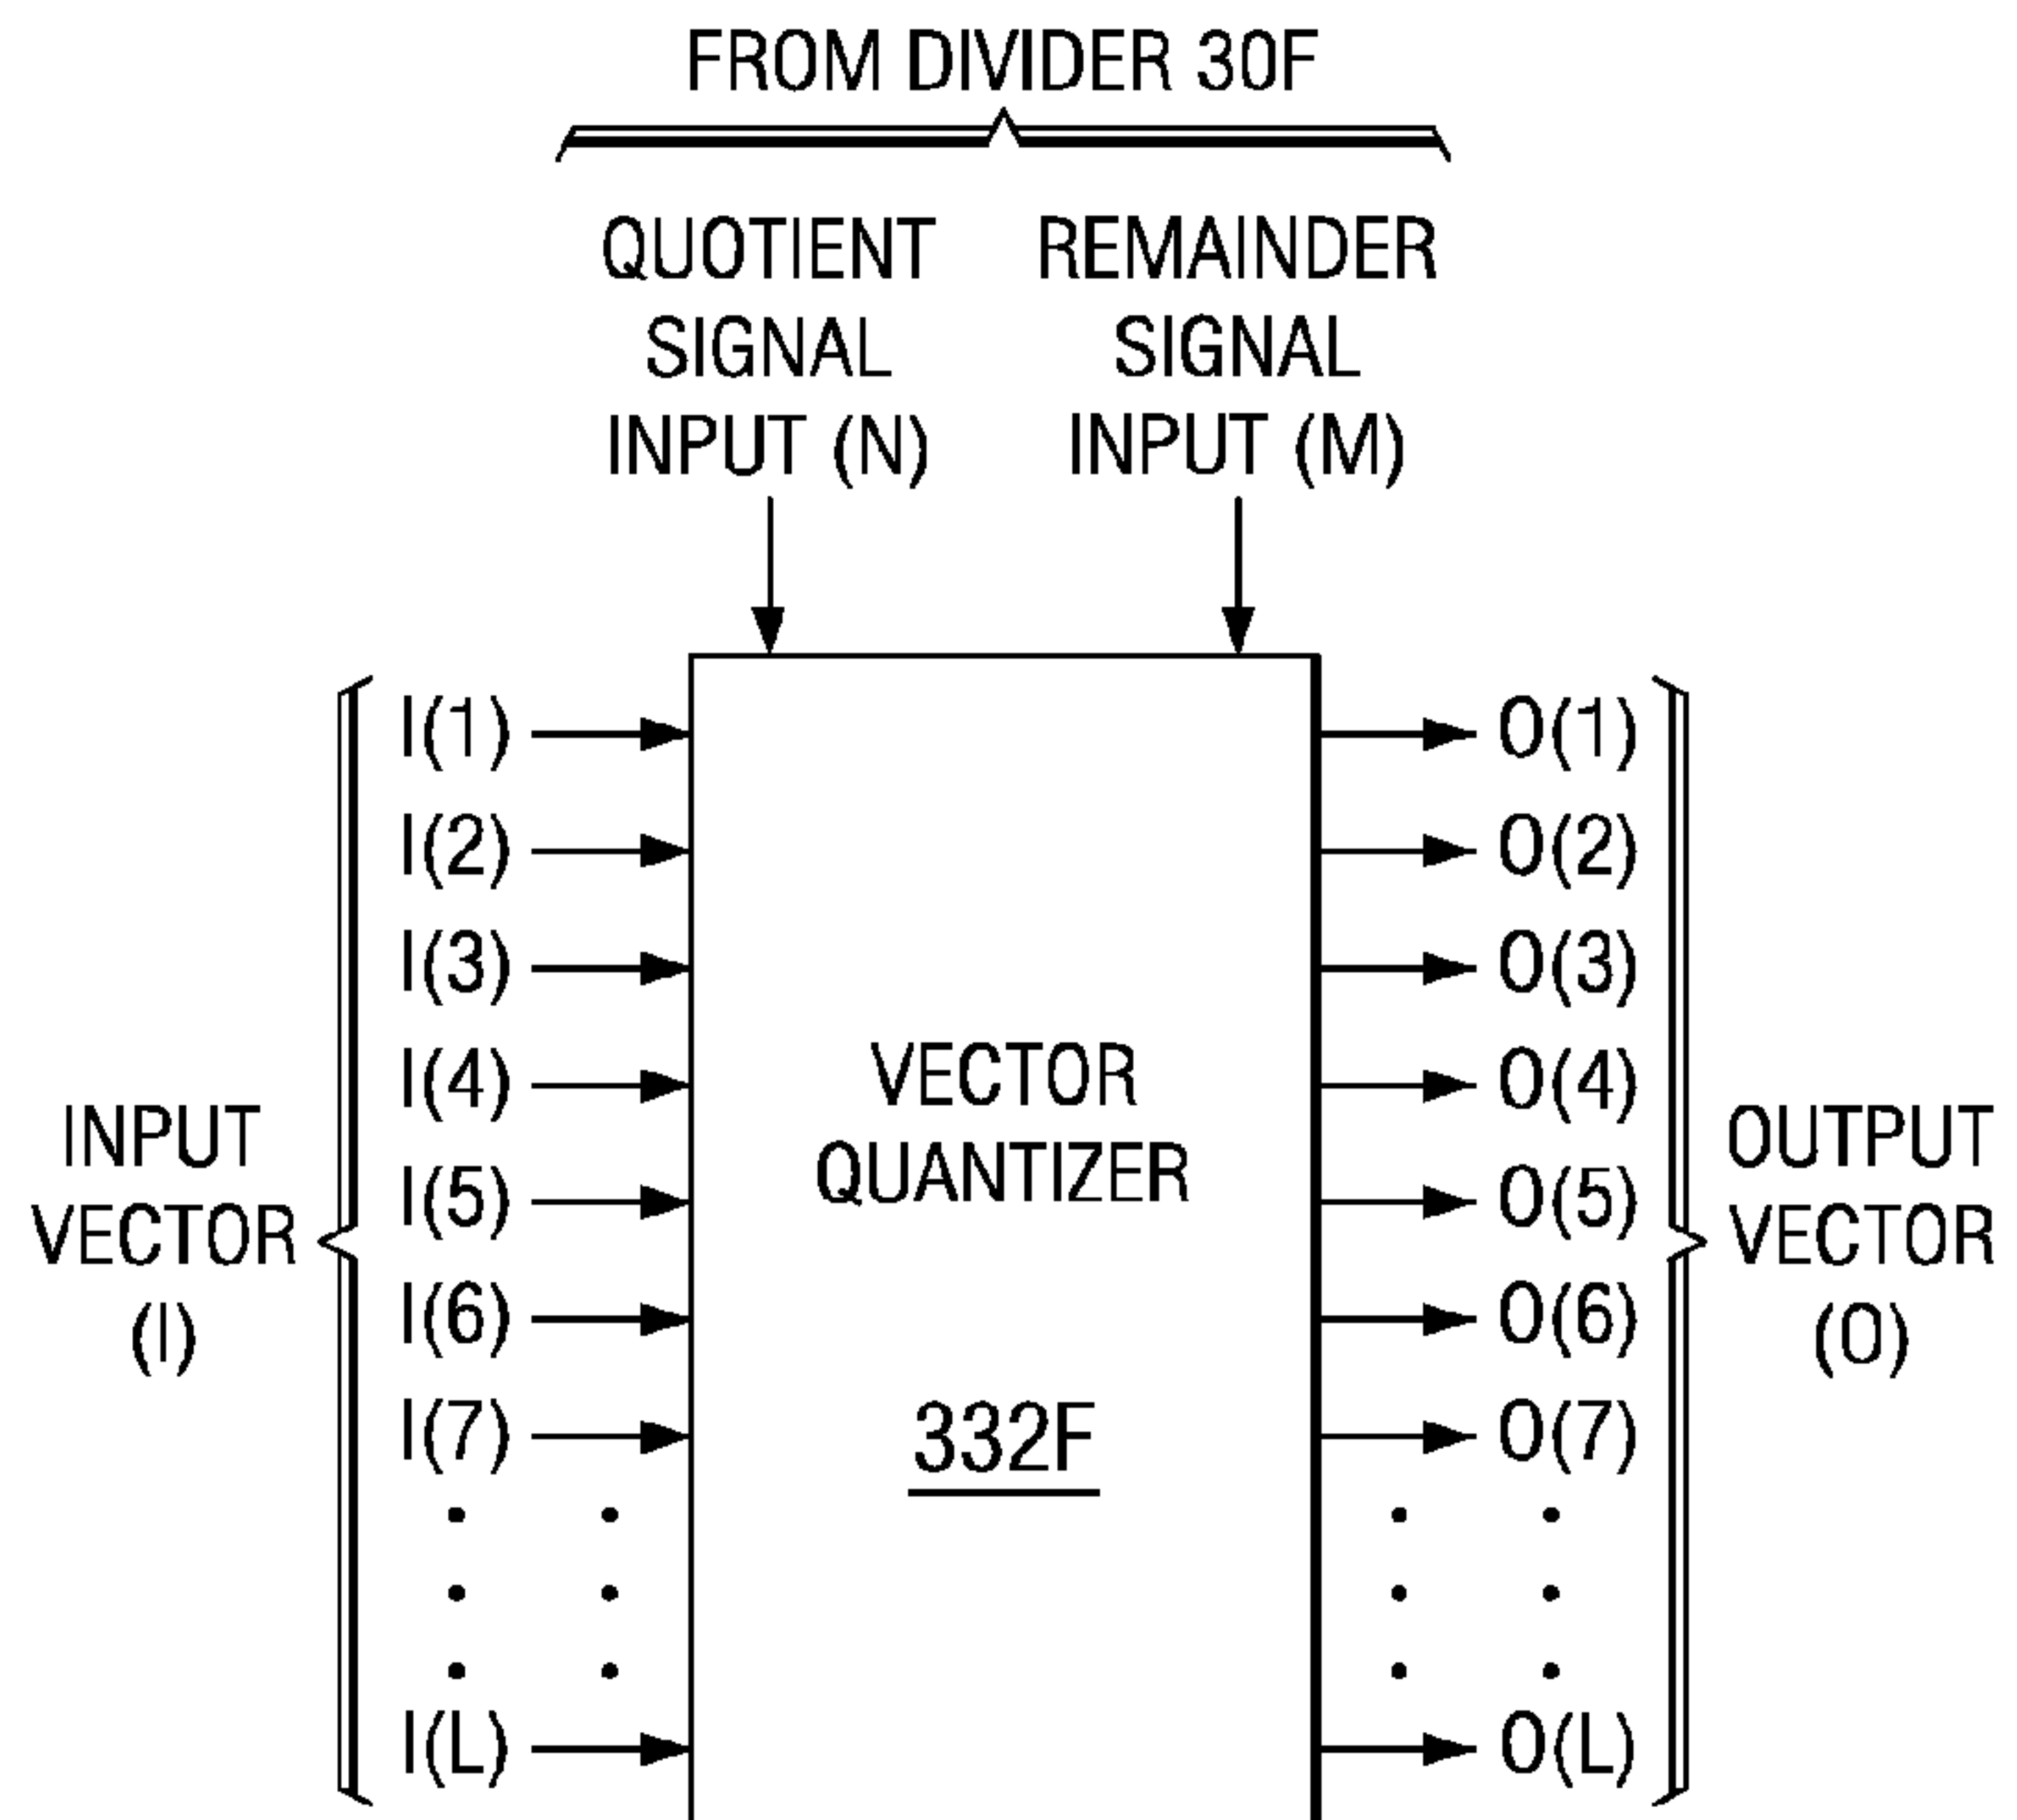 FROM DIVIDER 30F
QUOTIENT
SIGNAL
INPUT (N)
REMAINDER
SIGNAL
INPUT (M)
INPUT
VECTOR
(I)
I(1)
I(2)
I(3)
I(4)
I(5)
I(6)
I(7)
I(L)
VECTOR
QUANTIZER
332F
O(1)
O(2)
O(3)
O(4)
O(5)
O(6)
O(7)
O(L)
OUTPUT
VECTOR
(O)